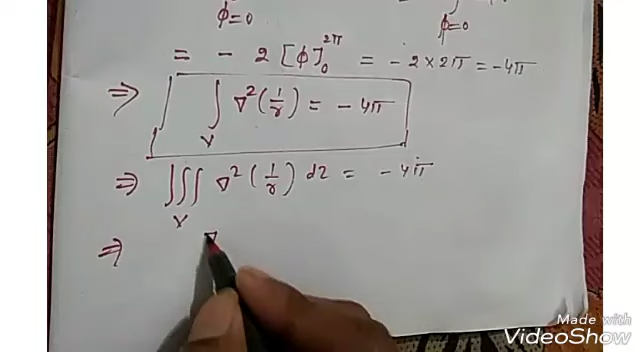 φ=0 φ=0
= - 2 [φ]₀^2π = - 2 × 2π = -4π
⇒ ∫_V ∇²(1/r) = - 4π
⇒ ∭_V ∇²(1/r) dz = - 4π
⇒ ∇
Made with
VideoShow